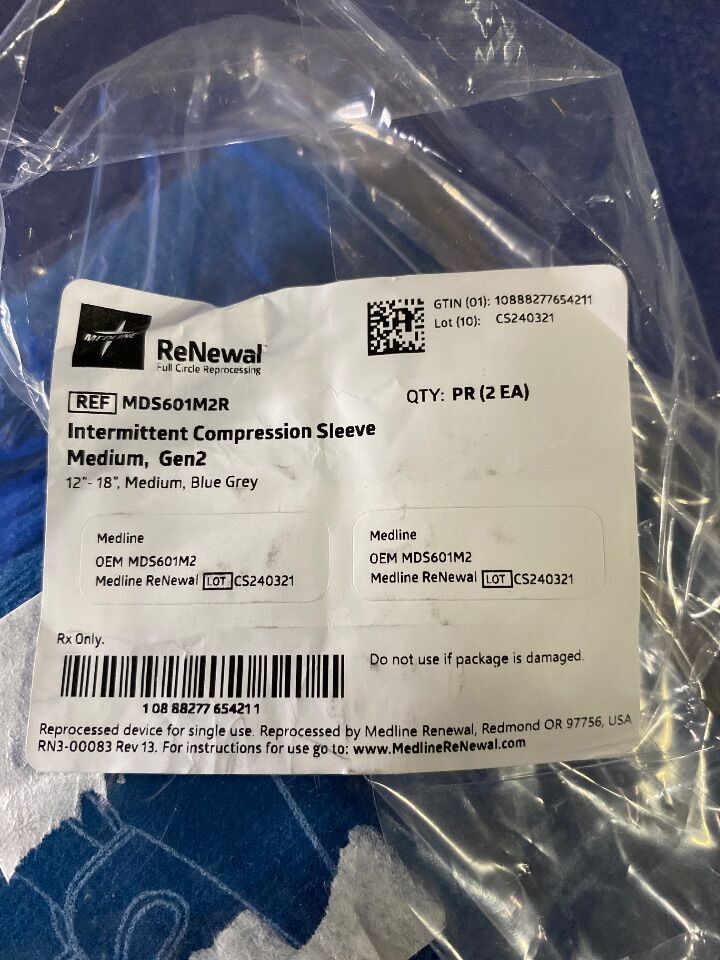 MEDLINE
ReNewal™
Full Circle Reprocessing
GTIN (01): 10888277654211
Lot (10): CS240321
REF MDS601M2R
QTY: PR (2 EA)
Intermittent Compression Sleeve
Medium, Gen2
12"- 18", Medium, Blue Grey
Medline
OEM MDS601M2
Medline ReNewal LOT CS240321
Medline
OEM MDS601M2
Medline ReNewal LOT CS240321
Rx Only.
Do not use if package is damaged.
1 08 88277 65421 1
Reprocessed device for single use. Reprocessed by Medline Renewal, Redmond OR 97756, USA
RN3-00083 Rev 13. For instructions for use go to: www.MedlineReNewal.com